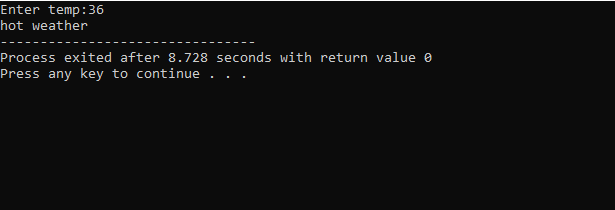 Enter temp:36
hot weather
--------------------------------
Process exited after 8.728 seconds with return value 0
Press any key to continue . . .